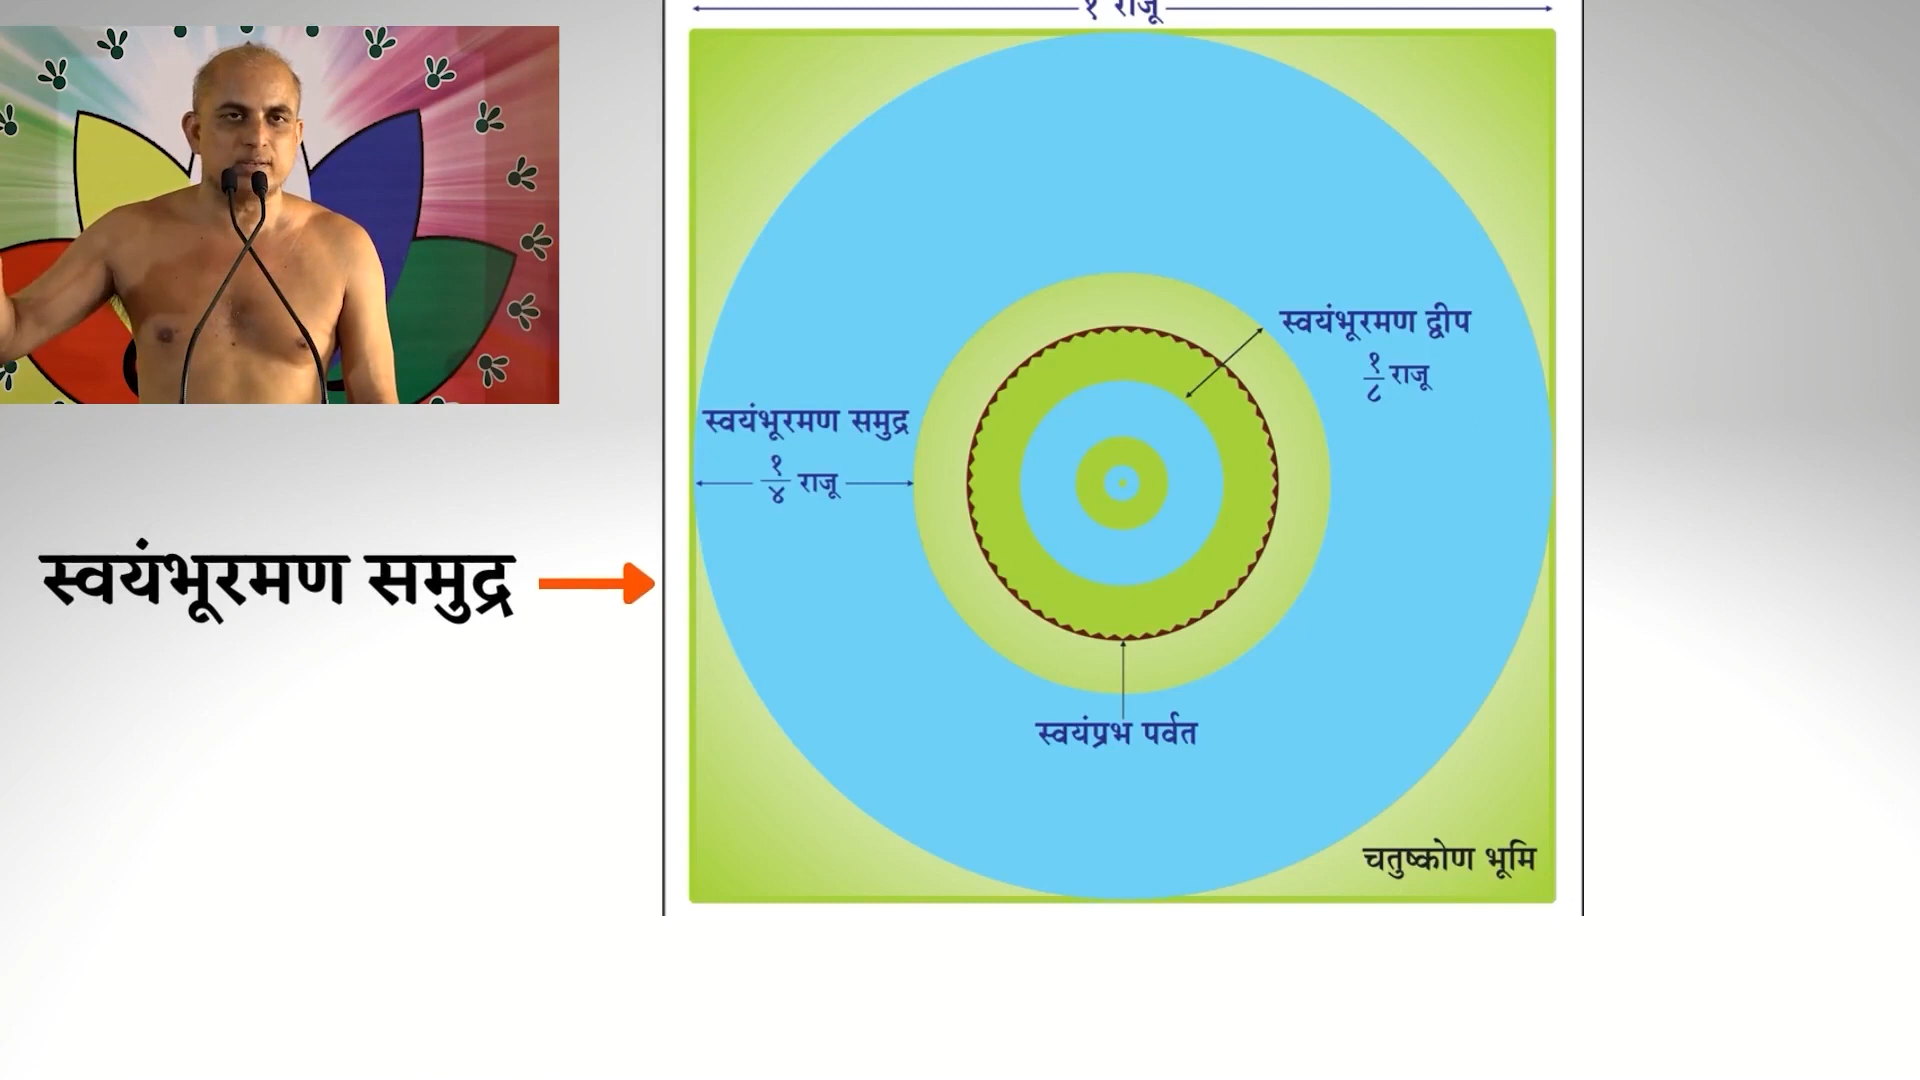 १ राजू
स्वयंभूरमण द्वीप
१
८
राजू
स्वयंभूरमण समुद्र
१
४
राजू
स्वयंभूरमण समुद्र
स्वयंप्रभ पर्वत
चतुष्कोण भूमि